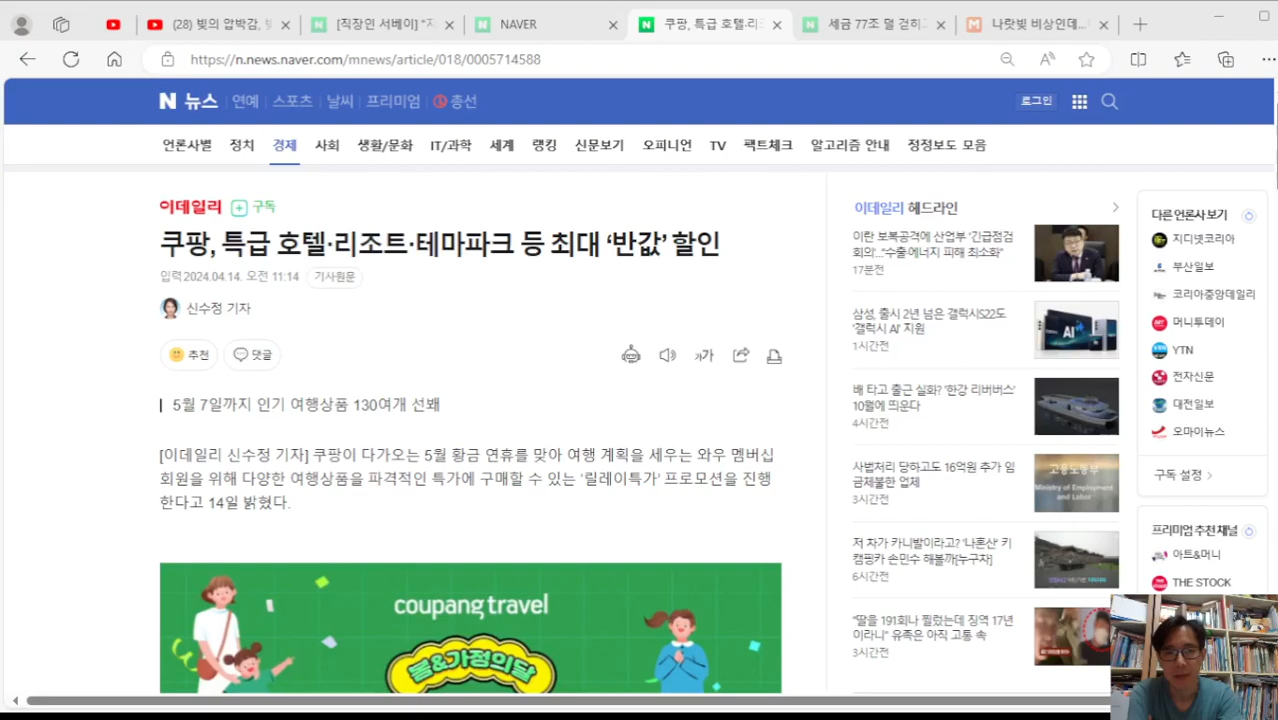 (28) 빚의 압박감,
[직장인 서베이] "지
NAVER
쿠팡, 특급 호텔·리조
세금 77조 덜 걷히고
나랏빚 비상인데...
https://n.news.naver.com/mnews/article/018/0005714588
N 뉴스 연예 스포츠 날씨 프리미엄 총선 로그인
언론사별 정치 경제 사회 생활/문화 IT/과학 세계 랭킹 신문보기 오피니언 TV 팩트체크 알고리즘 안내 정정보도 모음
이데일리 구독
쿠팡, 특급 호텔·리조트·테마파크 등 최대 ‘반값’ 할인
입력2024.04.14. 오전 11:14 기사원문
신수정 기자
추천 댓글
가가
5월 7일까지 인기 여행상품 130여개 선봬
[이데일리 신수정 기자] 쿠팡이 다가오는 5월 황금 연휴를 맞아 여행 계획을 세우는 와우 멤버십
회원을 위해 다양한 여행상품을 파격적인 특가에 구매할 수 있는 ‘릴레이특가’ 프로모션을 진행
한다고 14일 밝혔다.
coupang travel
봄&가정의달
이데일리 헤드라인
이란 보복공격에 산업부 '긴급점검
회의'…"수출·에너지 피해 최소화"
17분전
삼성, 출시 2년 넘은 갤럭시S22도
‘갤럭시 AI’ 지원
1시간전
AI
배 타고 출근 실화? ‘한강 리버버스’
10월에 띄운다
4시간전
사법처리 당하고도 16억원 추가 임
금체불한 업체
3시간전
고용노동부
Ministry of Employment
and Labor
저 차가 카니발이라고? ‘나혼산’ 키
캠핑카 손민수 해볼까[누구차]
6시간전
“딸을 191회나 찔렀는데 징역 17년
이라니” 유족은 아직 고통 속
3시간전
다른 언론사 보기
지디넷코리아
부산일보
코리아중앙데일리
머니투데이
YTN
전자신문
대전일보
오마이뉴스
구독 설정
프리미엄 추천 채널
아트&머니
THE STOCK